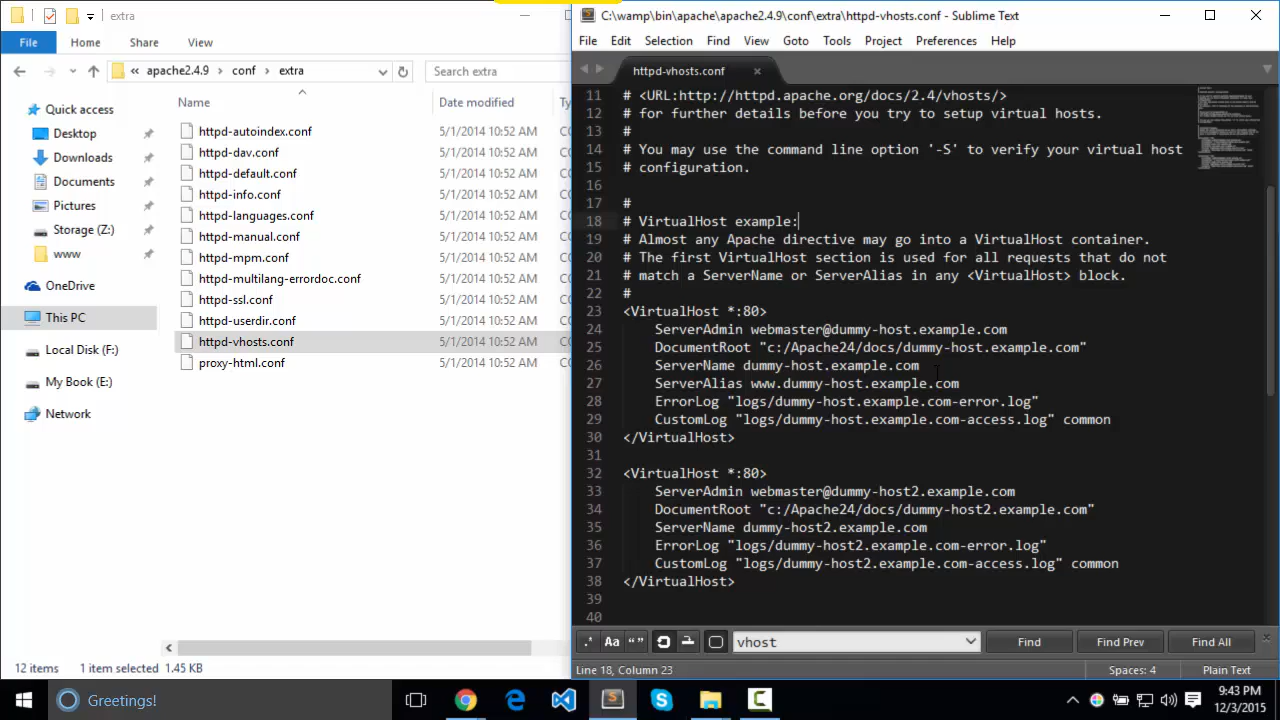 extra
File
Home
Share
View
« apache2.4.9 > conf > extra
Search extra
Quick access
Desktop
Downloads
Documents
Pictures
Storage (Z:)
www
OneDrive
This PC
Local Disk (F:)
My Book (E:)
Network
Name Date modified
httpd-autoindex.conf 5/1/2014 10:52 AM CO
httpd-dav.conf 5/1/2014 10:52 AM CO
httpd-default.conf 5/1/2014 10:52 AM CO
httpd-info.conf 5/1/2014 10:52 AM CO
httpd-languages.conf 5/1/2014 10:52 AM CO
httpd-manual.conf 5/1/2014 10:52 AM CO
httpd-mpm.conf 5/1/2014 10:52 AM CO
httpd-multilang-errordoc.conf 5/1/2014 10:52 AM CO
httpd-ssl.conf 5/1/2014 10:52 AM CO
httpd-userdir.conf 5/1/2014 10:52 AM CO
httpd-vhosts.conf 5/1/2014 10:52 AM CO
proxy-html.conf 5/1/2014 10:52 AM CO
12 items 1 item selected 1.45 KB
C:\wamp\bin\apache\apache2.4.9\conf\extra\httpd-vhosts.conf - Sublime Text
File Edit Selection Find View Goto Tools Project Preferences Help
httpd-vhosts.conf
11 # <URL:http://httpd.apache.org/docs/2.4/vhosts/>
12 # for further details before you try to setup virtual hosts.
13 #
14 # You may use the command line option '-S' to verify your virtual host
15 # configuration.
16
17 #
18 # VirtualHost example:
19 # Almost any Apache directive may go into a VirtualHost container.
20 # The first VirtualHost section is used for all requests that do not
21 # match a ServerName or ServerAlias in any <VirtualHost> block.
22 #
23 <VirtualHost *:80>
24     ServerAdmin webmaster@dummy-host.example.com
25     DocumentRoot "c:/Apache24/docs/dummy-host.example.com"
26     ServerName dummy-host.example.com
27     ServerAlias www.dummy-host.example.com
28     ErrorLog "logs/dummy-host.example.com-error.log"
29     CustomLog "logs/dummy-host.example.com-access.log" common
30 </VirtualHost>
31
32 <VirtualHost *:80>
33     ServerAdmin webmaster@dummy-host2.example.com
34     DocumentRoot "c:/Apache24/docs/dummy-host2.example.com"
35     ServerName dummy-host2.example.com
36     ErrorLog "logs/dummy-host2.example.com-error.log"
37     CustomLog "logs/dummy-host2.example.com-access.log" common
38 </VirtualHost>
39
40
.* Aa “” vhost Find Find Prev Find All
Line 18, Column 23 Spaces: 4 Plain Text
Greetings!
9:43 PM
12/3/2015